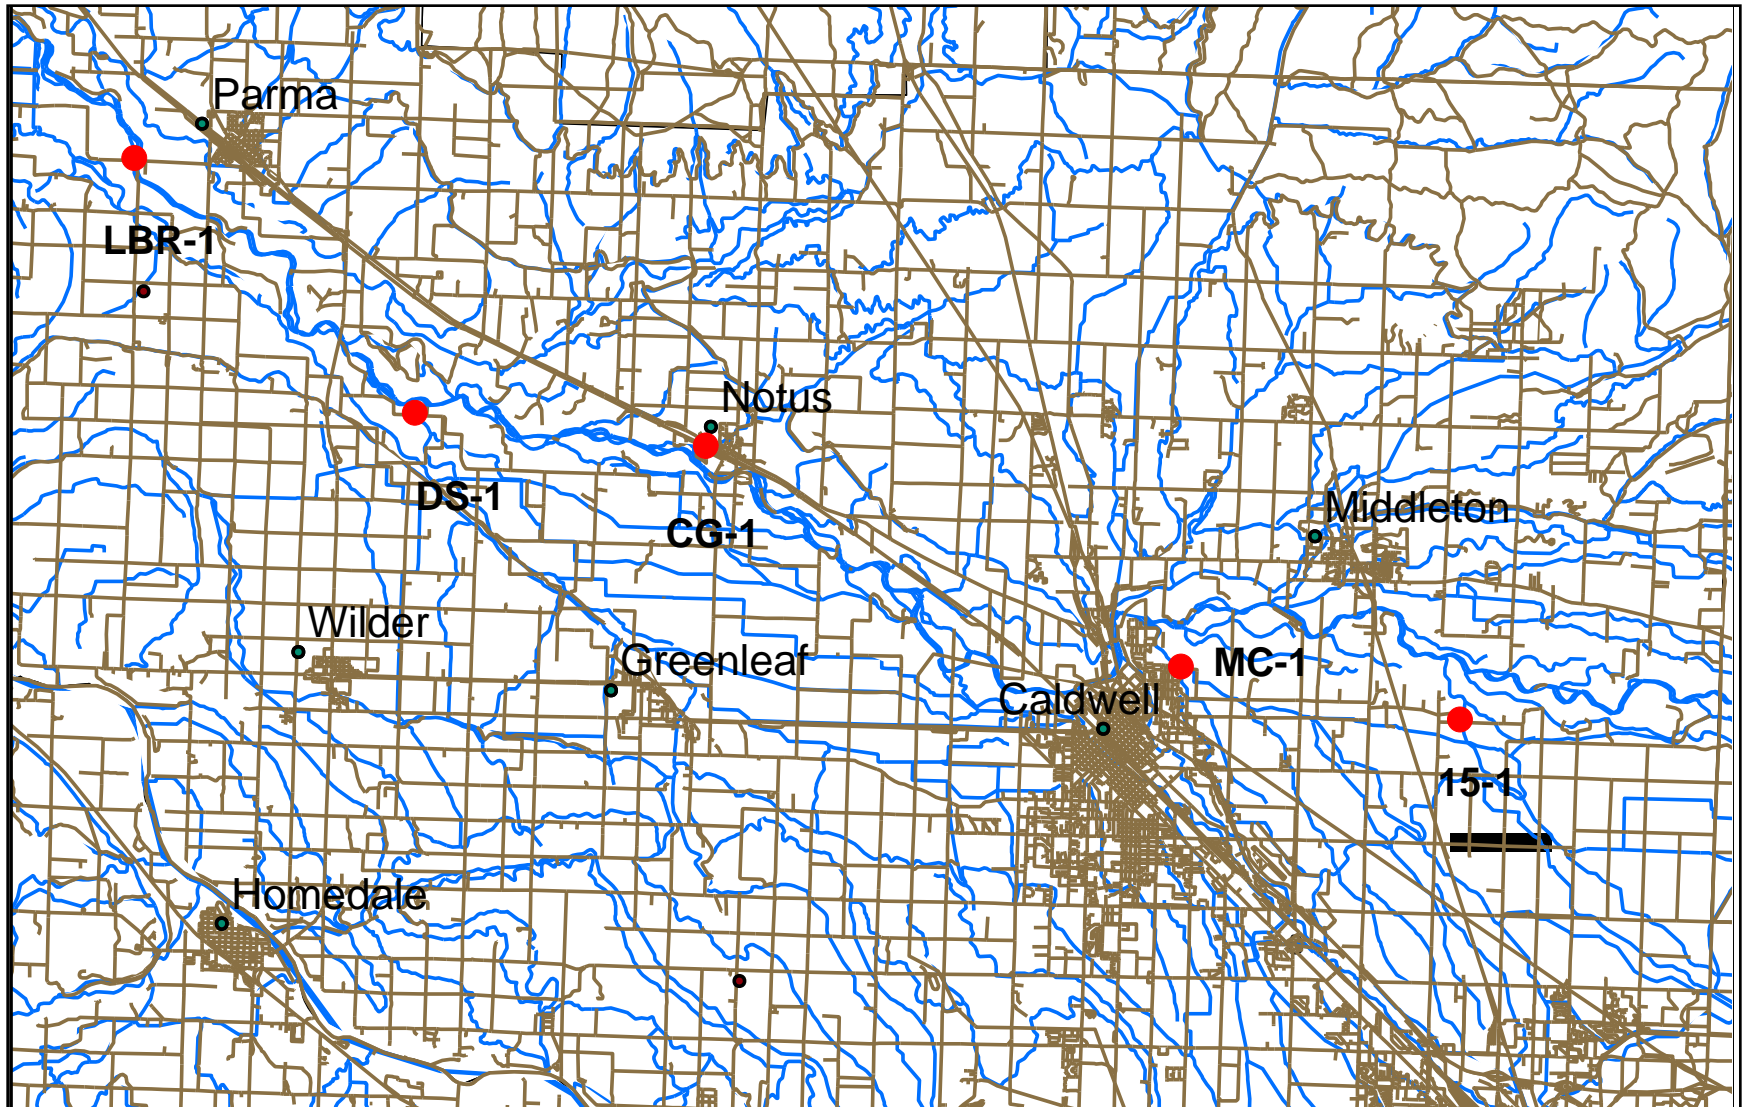 Parma
LBR-1
Notus
DS-1
CG-1
Middleton
Wilder
Greenleaf
MC-1
Caldwell
15-1
Homedale